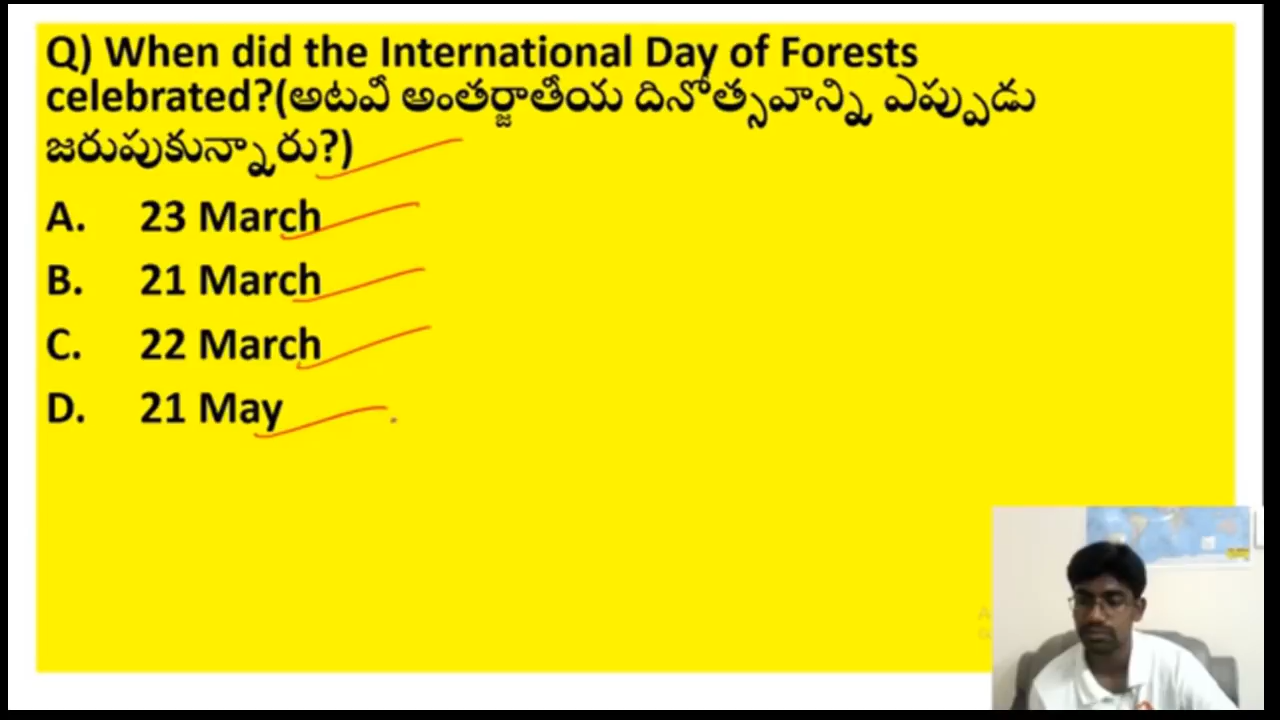 Q) When did the International Day of Forests
celebrated?(అటవీ అంతర్జాతీయ దినోత్సవాన్ని ఎప్పుడు
జరుపుకున్నారు?)
A. 23 March
B. 21 March
C. 22 March
D. 21 May